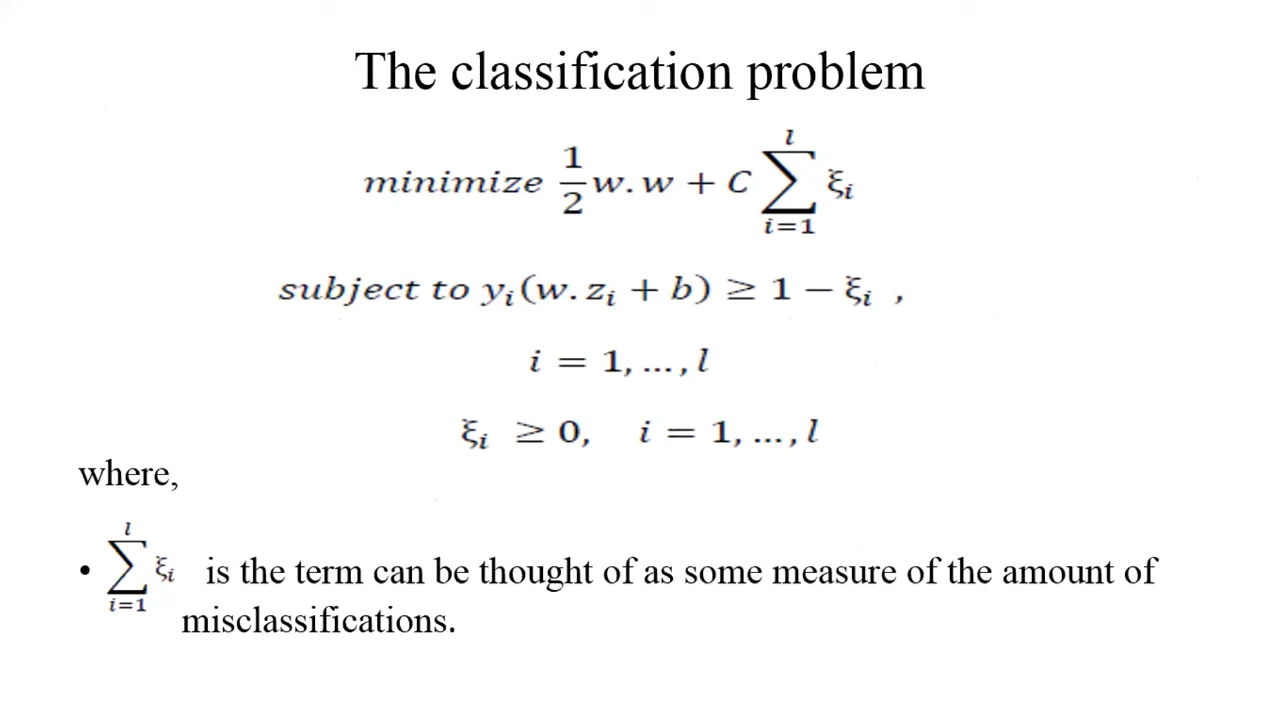 The classification problem
minimize 1/2 w.w + C ∑_{i=1}^{l} ξ_i
subject to y_i(w.z_i + b) ≥ 1 − ξ_i ,
i = 1, ..., l
ξ_i ≥ 0, i = 1, ..., l
where,
• ∑_{i=1}^{l} ξ_i is the term can be thought of as some measure of the amount of
misclassifications.